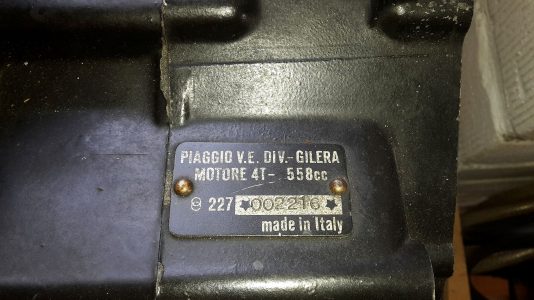 PIAGGIO V.E. DIV.-GILERA
MOTORE 4T- 558cc
227 *002216*
made in Italy